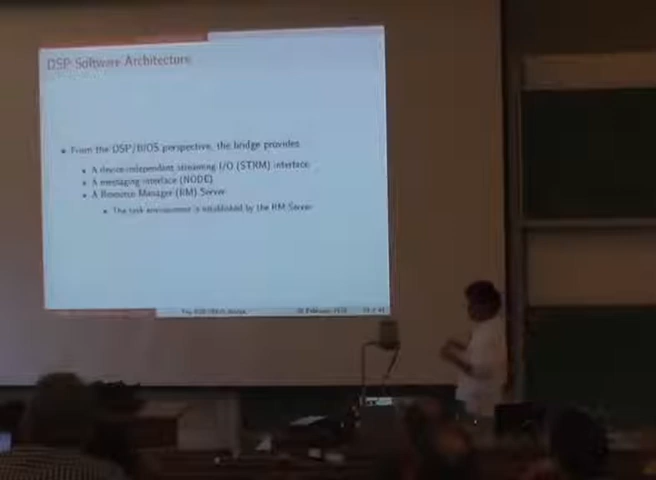 DSP Software Architecture
From the DSP/BIOS perspective, the bridge provides
A device-independent streaming I/O (STRM) interface
A messaging interface (NODE)
A Resource Manager (RM) Server
The task environment is established by the RM Server